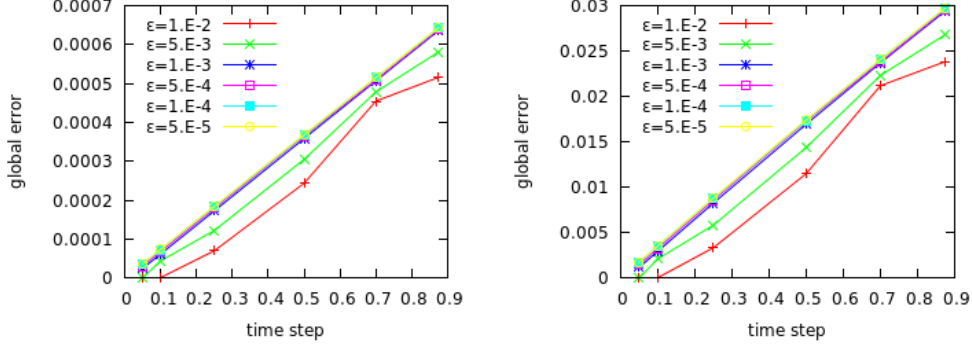 0.0007
0.0006
0.0005
0.0004
0.0003
0.0002
0.0001
0
global error
ε=1.E-2
ε=5.E-3
ε=1.E-3
ε=5.E-4
ε=1.E-4
ε=5.E-5
0 0.1 0.2 0.3 0.4 0.5 0.6 0.7 0.8 0.9
time step
0.03
0.025
0.02
0.015
0.01
0.005
0
global error
ε=1.E-2
ε=5.E-3
ε=1.E-3
ε=5.E-4
ε=1.E-4
ε=5.E-5
0 0.1 0.2 0.3 0.4 0.5 0.6 0.7 0.8 0.9
time step